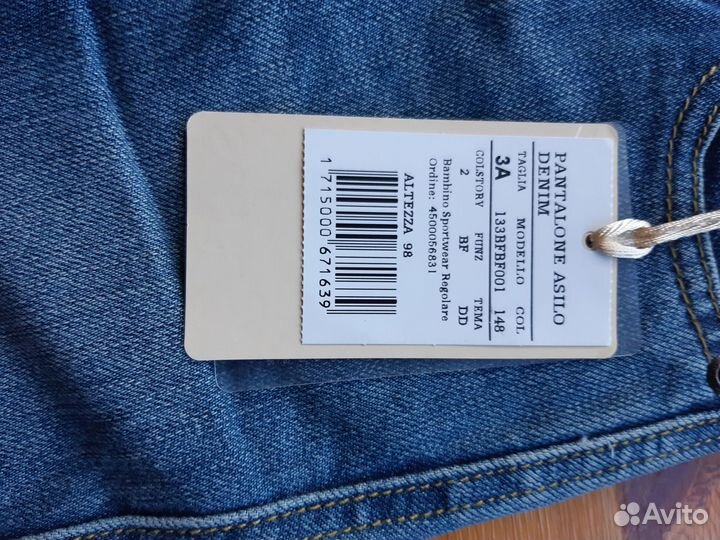 PANTALONE ASILO
DENIM
TAGLIA MODELLO COL
3A 133BFBF001 148
COLSTORY FUNZ TEMA
2 BF DD
Bambino Sportwear Regolare
Ordine: 4500056831
ALTEZZA 98
1 715000 671639
Avito